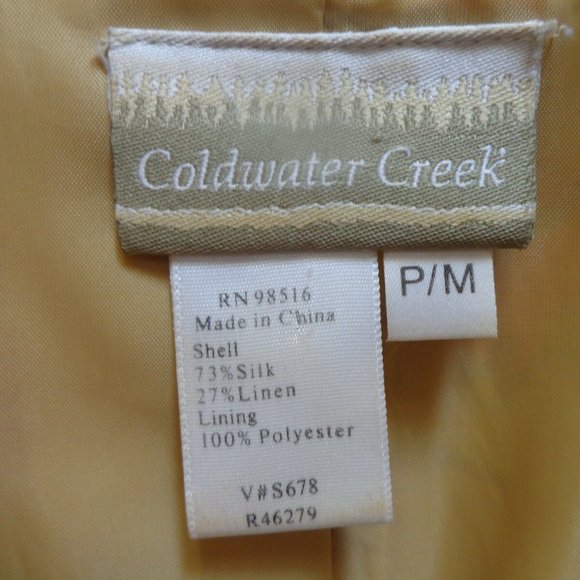 Coldwater Creek
P/M
RN 98516
Made in China
Shell
73%Silk
27%Linen
Lining
100% Polyester
V#S678
R46279